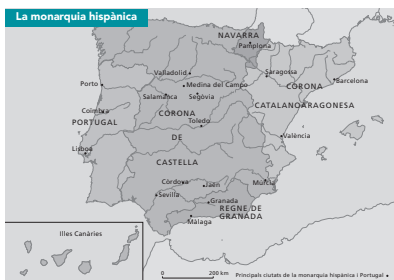 La monarquia hispànica
NAVARRA
Pamplona
Valladolid
Saragossa
Porto
Medina del Campo
CORONA
Barcelona
Salamanca
Segòvia
CATALANOARAGONESA
Coimbra
CORONA
PORTUGAL
Toledo
València
Lisboa
DE
CASTELLA
Còrdova
Jaén
Múrcia
Sevilla
Granada
REGNE DE
GRANADA
Màlaga
Illes Canàries
0 200 km
Principals ciutats de la monarquia hispànica i Portugal